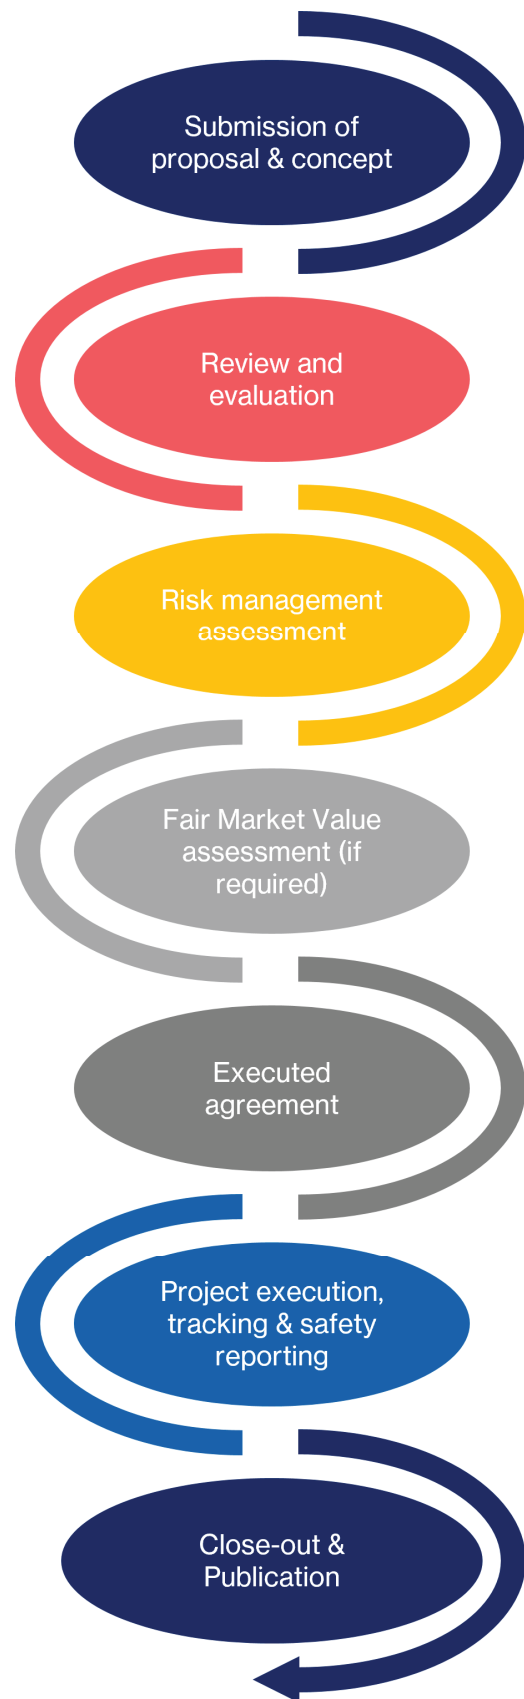 Submission of
proposal & concept
Review and
evaluation
Risk management
assessment
Fair Market Value
assessment (if
required)
Executed
agreement
Project execution,
tracking & safety
reporting
Close-out &
Publication